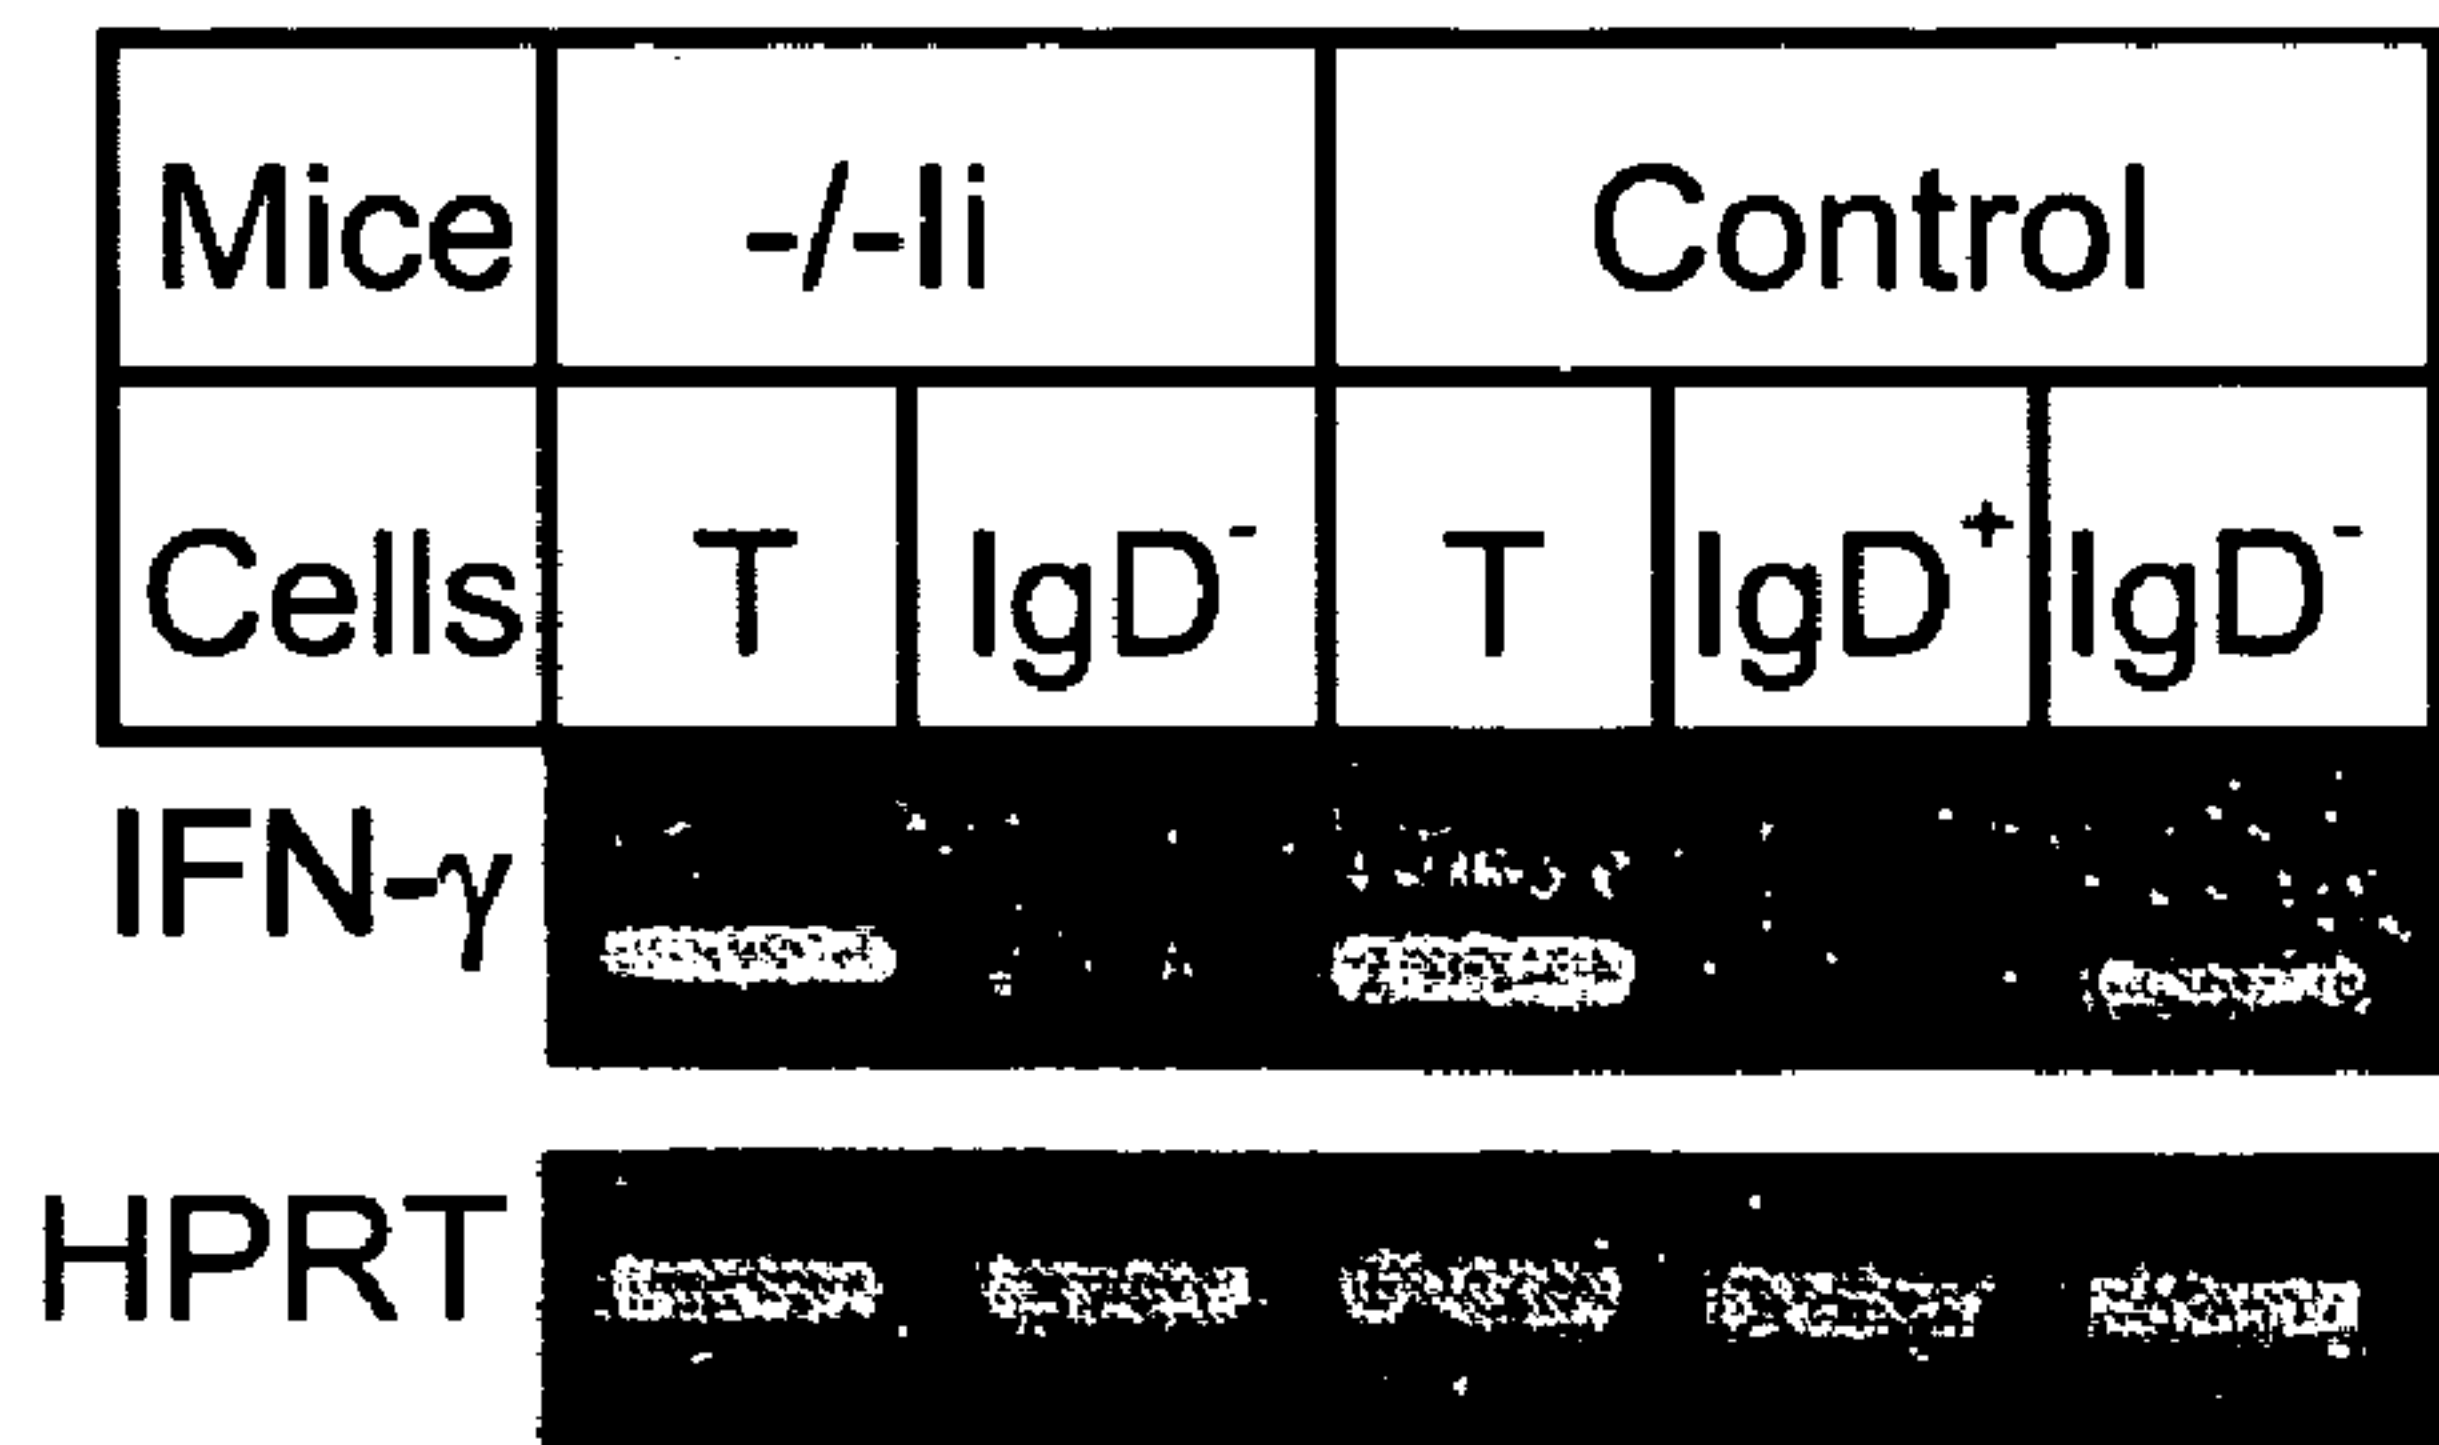 Mice -/-Ii Control
Cells T IgD⁻ T IgD⁺ IgD⁻
IFN-γ
HPRT